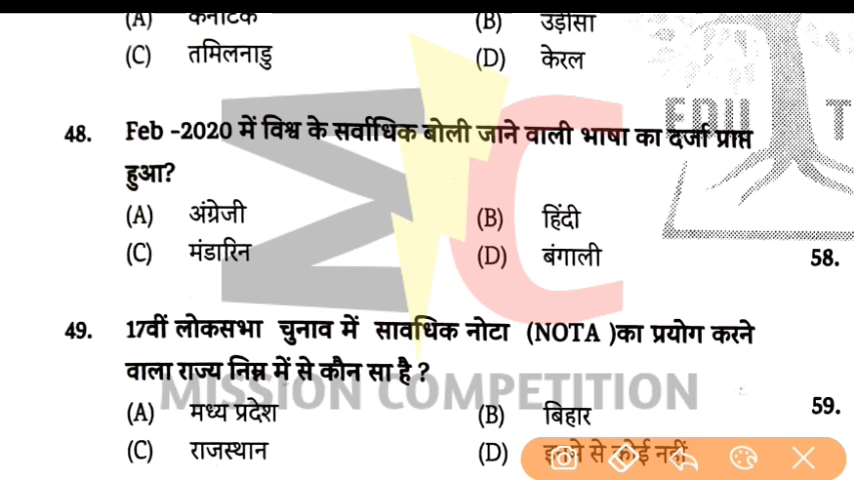 (A) कर्नाटक (B) उड़ीसा
(C) तमिलनाडु (D) केरल
EDU T
48. Feb -2020 में विश्व के सर्वाधिक बोली जाने वाली भाषा का दर्जा प्राप्त
हुआ?
(A) अंग्रेजी (B) हिंदी
(C) मंडारिन (D) बंगाली
58.
49. 17वीं लोकसभा चुनाव में सावधिक नोटा (NOTA )का प्रयोग करने
वाला राज्य निम्न में से कौन सा है ?
MISSION COMPETITION
(A) मध्य प्रदेश (B) बिहार
59.
(C) राजस्थान (D) इनमे से कोई नहीं